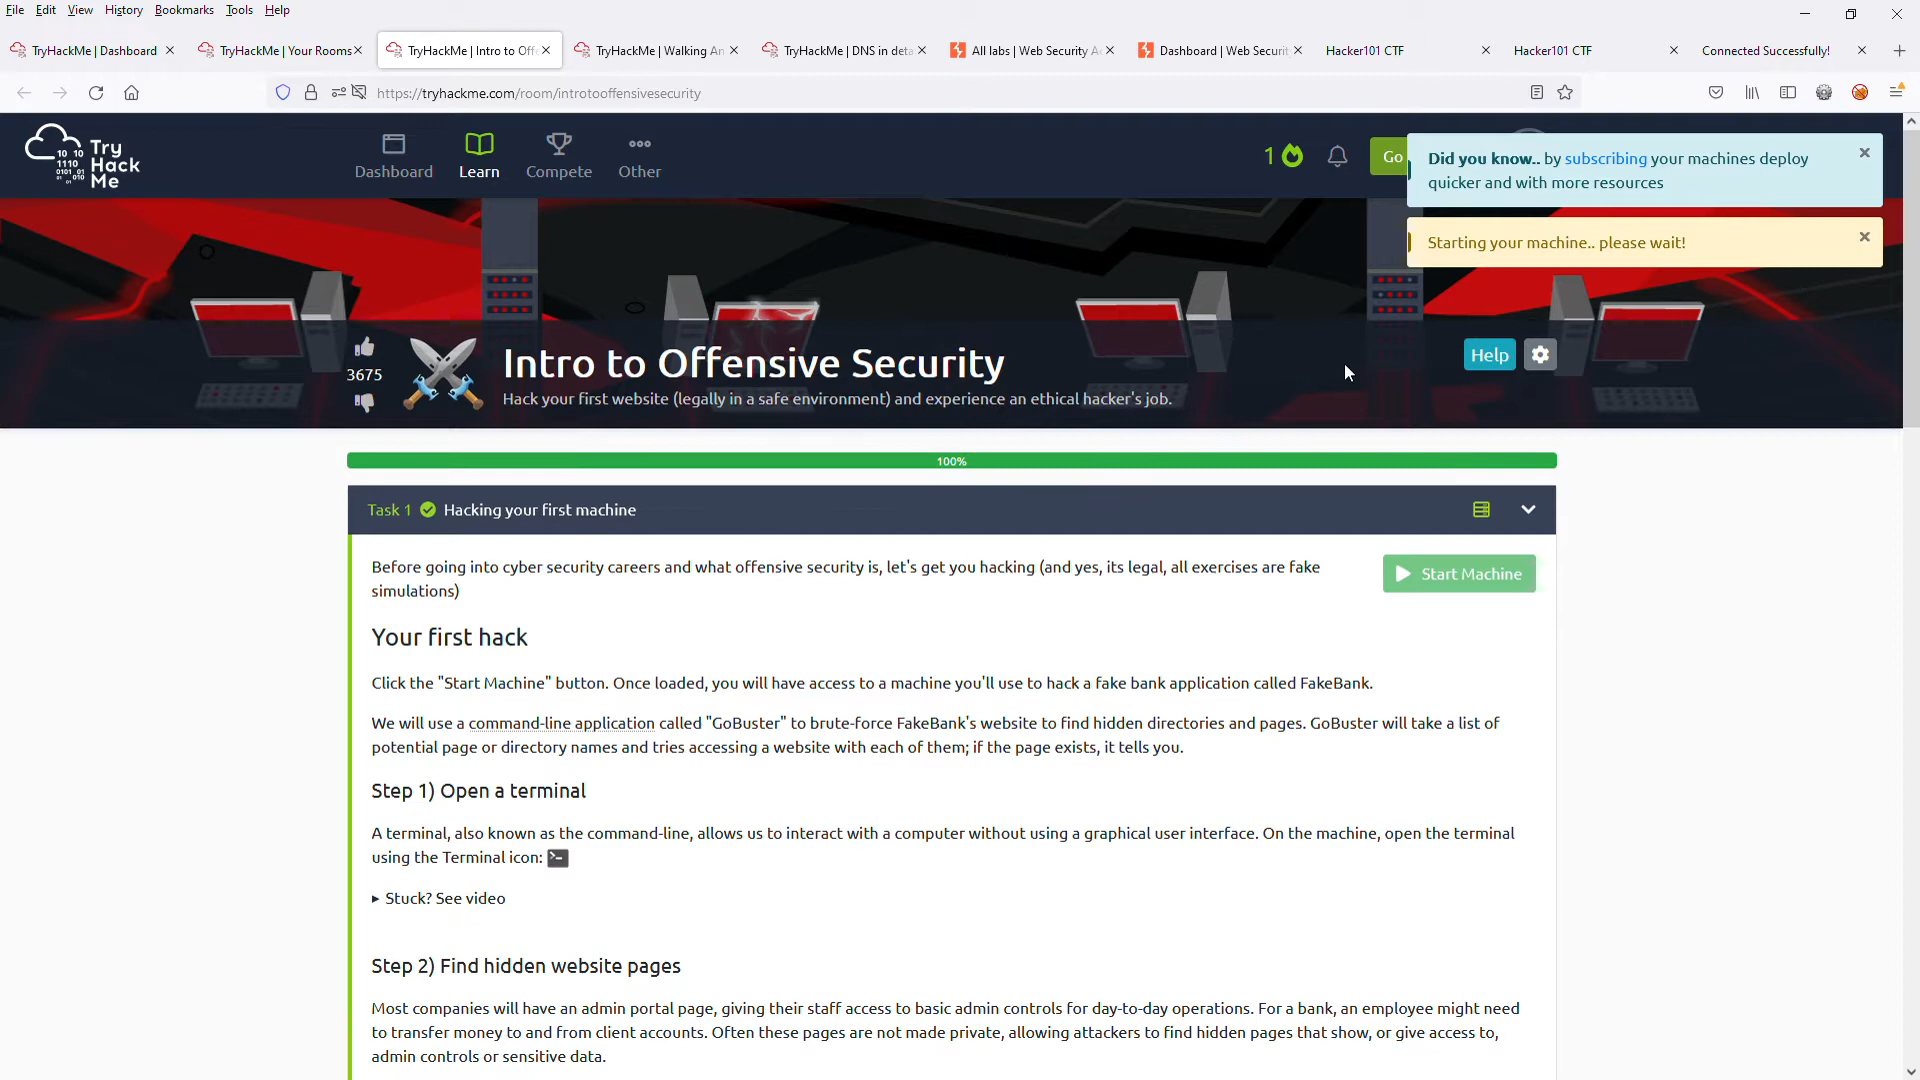 File Edit View History Bookmarks Tools Help
TryHackMe | Dashboard
TryHackMe | Your Rooms
TryHackMe | Intro to Off
TryHackMe | Walking An
TryHackMe | DNS in deta
All labs | Web Security A
Dashboard | Web Securit
Hacker101 CTF
Hacker101 CTF
Connected Successfully!
https://tryhackme.com/room/introtooffensivesecurity
Try
Hack
Me
10 10
1110
0101 01
Dashboard
Learn
Compete
Other
1
Go
Did you know.. by subscribing your machines deploy
quicker and with more resources
Starting your machine.. please wait!
3675
Intro to Offensive Security
Hack your first website (legally in a safe environment) and experience an ethical hacker's job.
Help
100%
Task 1 Hacking your first machine
Before going into cyber security careers and what offensive security is, let's get you hacking (and yes, its legal, all exercises are fake
simulations)
Start Machine
Your first hack
Click the "Start Machine" button. Once loaded, you will have access to a machine you'll use to hack a fake bank application called FakeBank.
We will use a command-line application called "GoBuster" to brute-force FakeBank's website to find hidden directories and pages. GoBuster will take a list of
potential page or directory names and tries accessing a website with each of them; if the page exists, it tells you.
Step 1) Open a terminal
A terminal, also known as the command-line, allows us to interact with a computer without using a graphical user interface. On the machine, open the terminal
using the Terminal icon:
Stuck? See video
Step 2) Find hidden website pages
Most companies will have an admin portal page, giving their staff access to basic admin controls for day-to-day operations. For a bank, an employee might need
to transfer money to and from client accounts. Often these pages are not made private, allowing attackers to find hidden pages that show, or give access to,
admin controls or sensitive data.